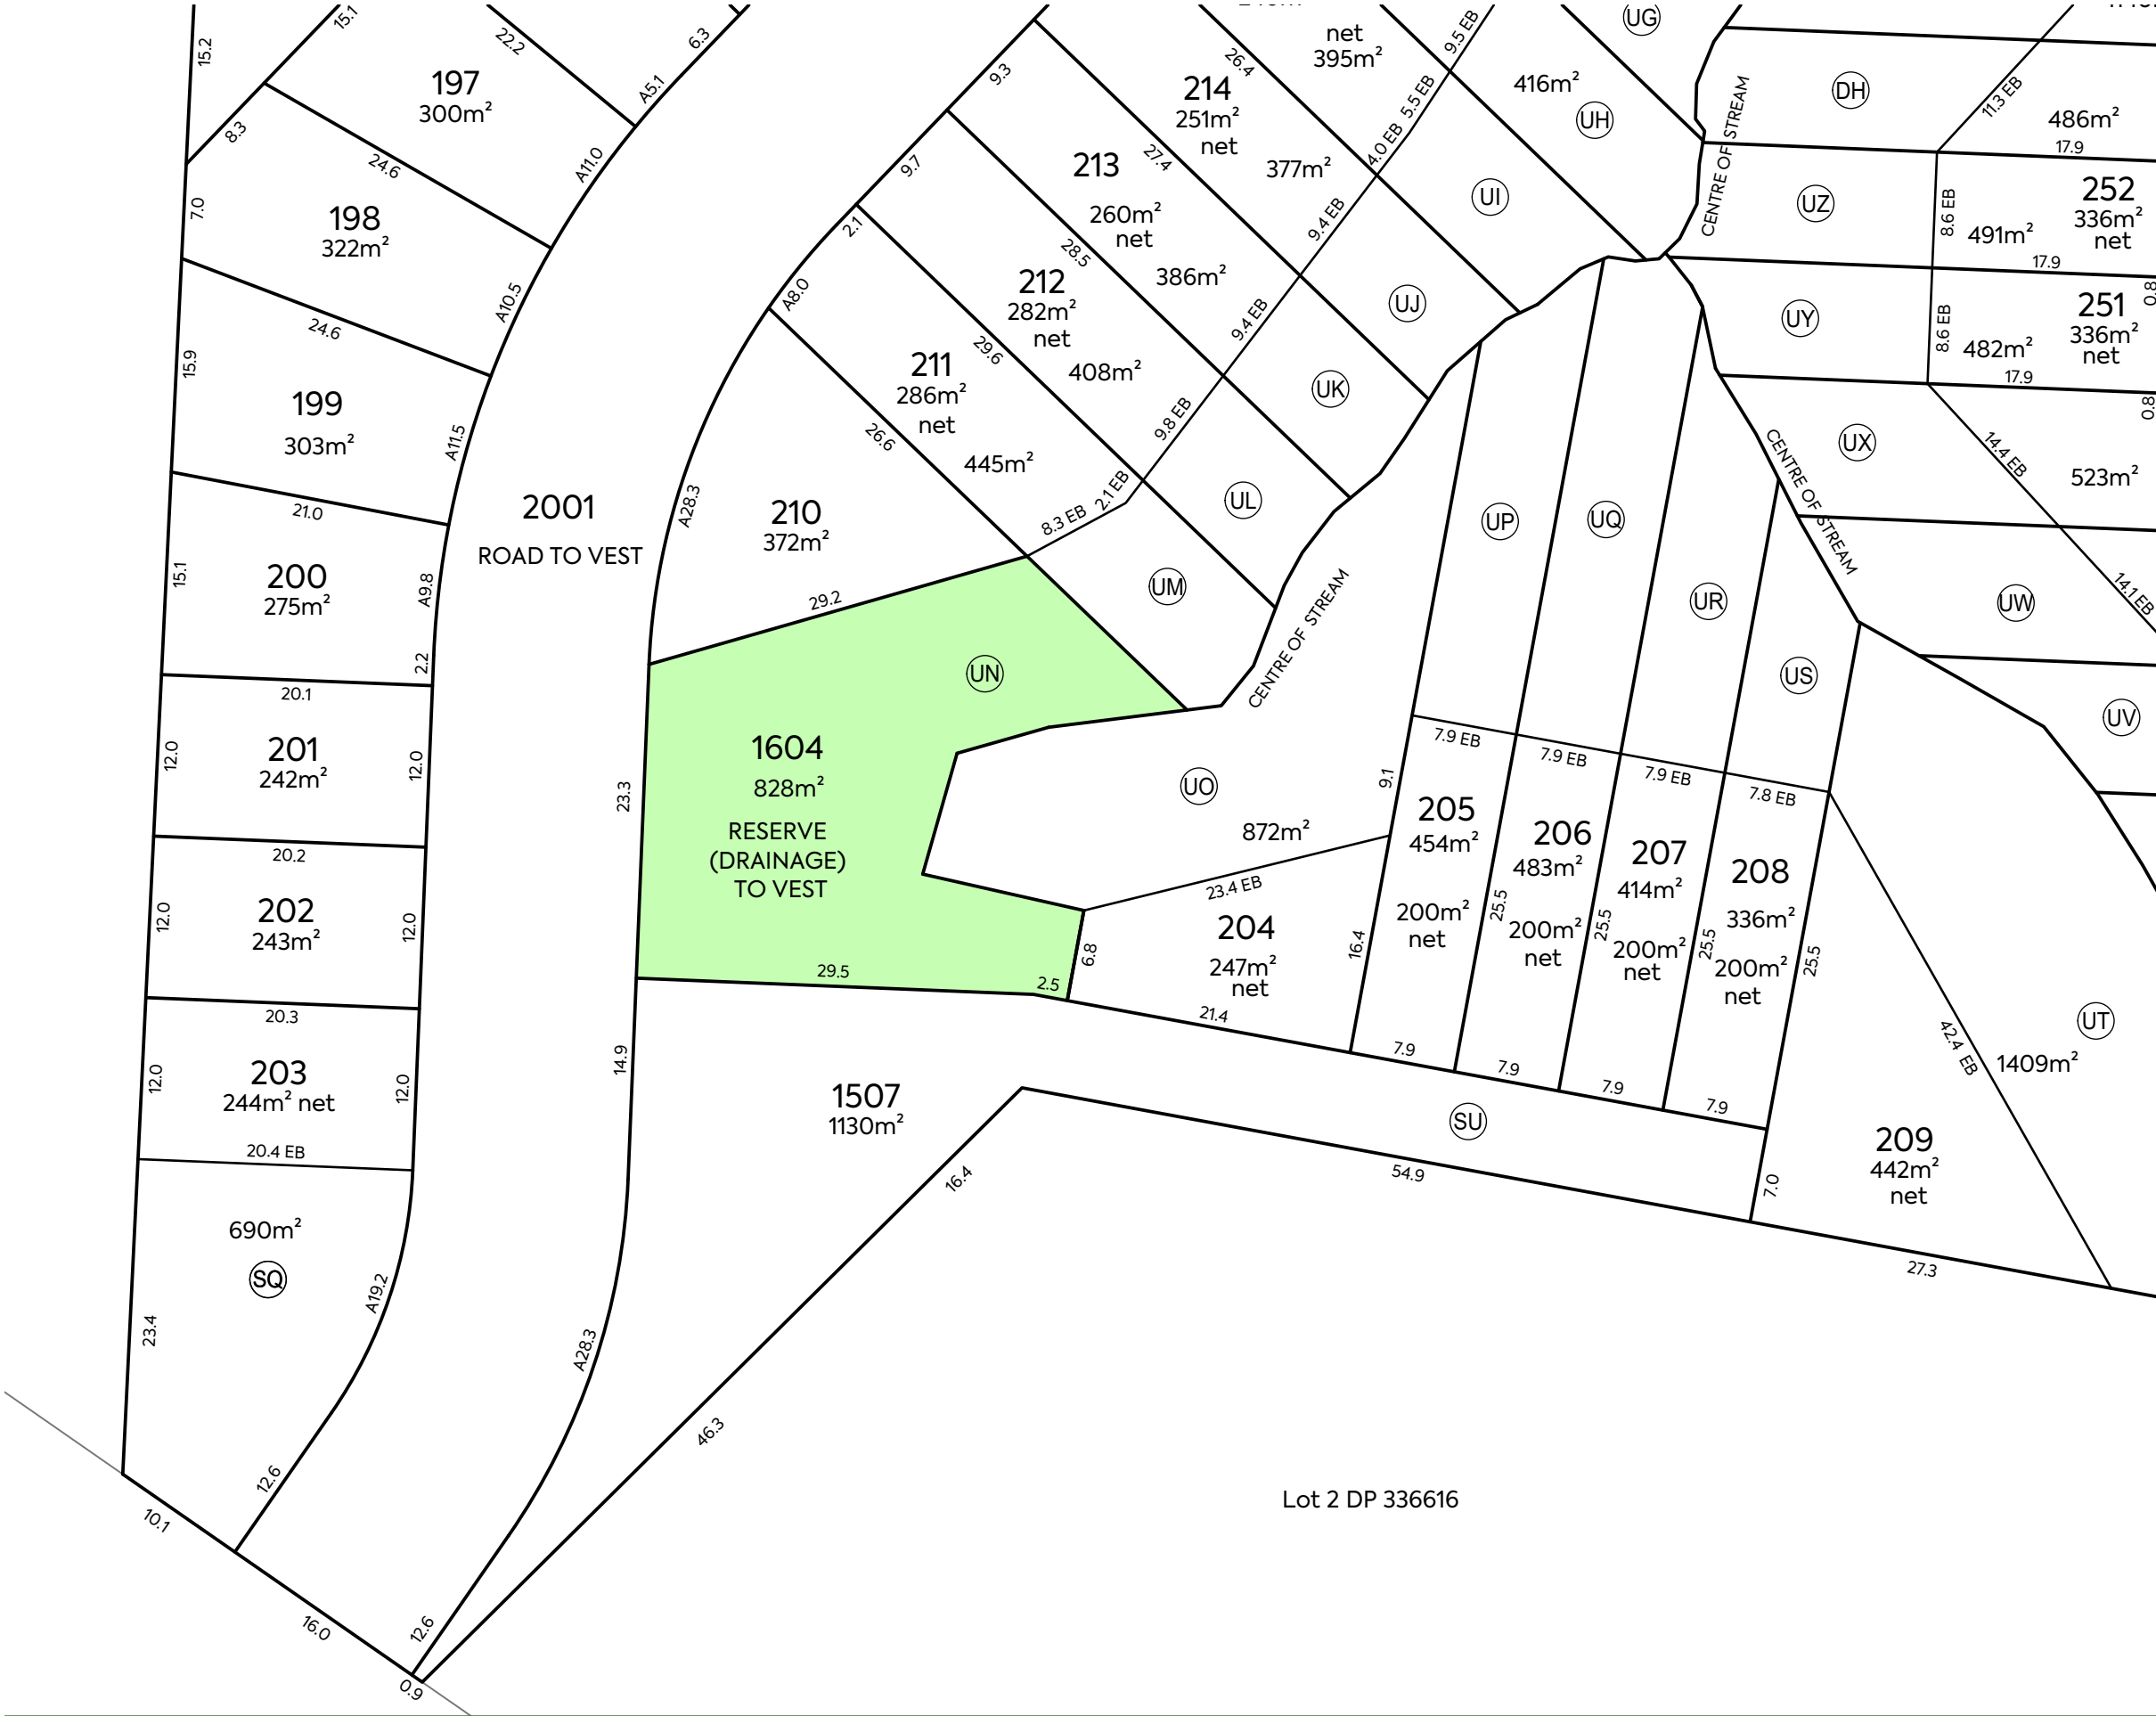 15.2
15.1
197
300m²
22.2
6.3
A5.1
8.3
24.6
A11.0
7.0
198
322m²
24.6
A10.5
15.9
199
303m²
A11.5
21.0
15.1
200
275m²
A9.8
2.2
20.1
12.0
201
242m²
12.0
20.2
12.0
202
243m²
12.0
20.3
12.0
203
244m² net
12.0
20.4 EB
690m²
SQ
A19.2
23.4
12.6
10.1
16.0
12.6
0.9
2001
ROAD TO VEST
A28.3
23.3
14.9
A28.3
46.3
16.4
9.3
214
251m²
net
377m²
26.4
net
395m²
9.5 EB
5.5 EB
4.0 EB
416m²
UH
UG
UI
9.7
213
260m²
net
386m²
27.4
9.4 EB
UJ
2.1
212
282m²
net
408m²
28.5
9.4 EB
UK
A8.0
211
286m²
net
445m²
29.6
9.8 EB
2.1 EB
8.3 EB
UL
26.6
210
372m²
29.2
UM
UN
1604
828m²
RESERVE
(DRAINAGE)
TO VEST
29.5
2.5
6.8
UO
872m²
23.4 EB
204
247m²
net
21.4
9.1
16.4
CENTRE OF STREAM
UP
7.9 EB
205
454m²
200m²
net
25.5
7.9
UQ
7.9 EB
206
483m²
200m²
net
25.5
7.9
UR
7.9 EB
207
414m²
200m²
net
25.5
7.9
US
7.8 EB
208
336m²
200m²
net
25.5
7.9
1507
1130m²
SU
54.9
7.0
209
442m²
net
27.3
42.4 EB
1409m²
UT
CENTRE OF STREAM
DH
11.3 EB
486m²
17.9
UZ
8.6 EB
491m²
252
336m²
net
17.9
0.8
UY
8.6 EB
482m²
251
336m²
net
17.9
0.8
UX
14.4 EB
523m²
CENTRE OF STREAM
UW
14.1 EB
UV
Lot 2 DP 336616